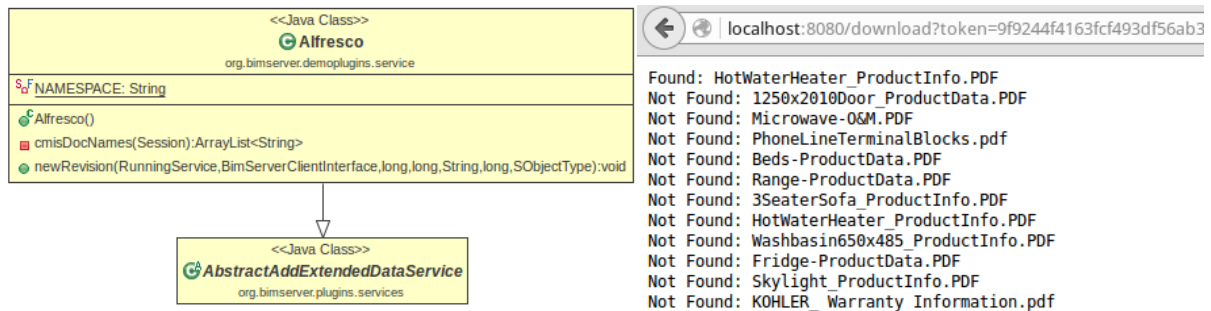 <<Java Class>>
Alfresco
org.bimserver.demoplugins.service
NAMESPACE: String
Alfresco()
cmisDocNames(Session):ArrayList<String>
newRevision(RunningService,BimServerClientInterface,long,long,String,long,SObjectType):void
<<Java Class>>
AbstractAddExtendedDataService
org.bimserver.plugins.services
localhost:8080/download?token=9f9244f4163fcf493df56ab3
Found: HotWaterHeater_ProductInfo.PDF
Not Found: 1250x2010Door_ProductData.PDF
Not Found: Microwave-O&M.PDF
Not Found: PhoneLineTerminalBlocks.pdf
Not Found: Beds-ProductData.PDF
Not Found: Range-ProductData.PDF
Not Found: 3SeaterSofa_ProductInfo.PDF
Not Found: HotWaterHeater_ProductInfo.PDF
Not Found: Washbasin650x485_ProductInfo.PDF
Not Found: Fridge-ProductData.PDF
Not Found: Skylight_ProductInfo.PDF
Not Found: KOHLER_ Warranty Information.pdf